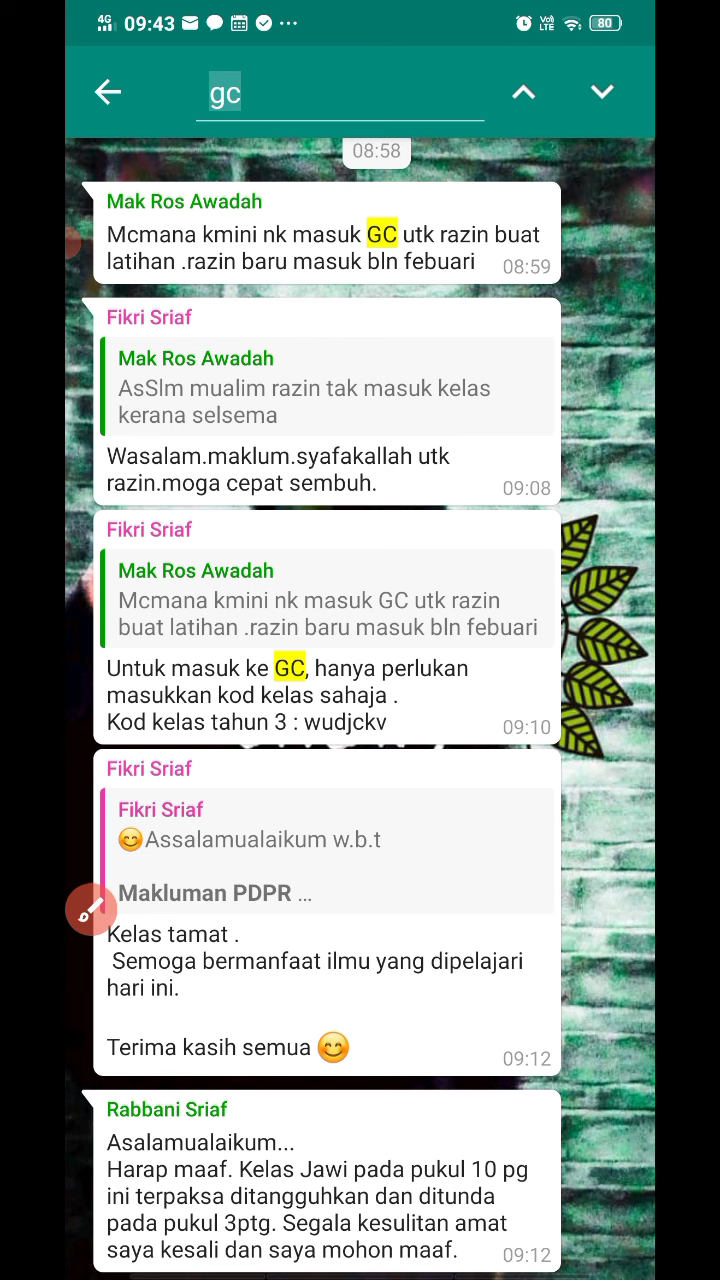 4G 09:43 ... Vo) LTE 80
gc
08:58
Mak Ros Awadah
Mcmana kmini nk masuk GC utk razin buat
latihan .razin baru masuk bln febuari 08:59
Fikri Sriaf
Mak Ros Awadah
AsSlm mualim razin tak masuk kelas
kerana selsema
Wasalam.maklum.syafakallah utk
razin.moga cepat sembuh. 09:08
Fikri Sriaf
Mak Ros Awadah
Mcmana kmini nk masuk GC utk razin
buat latihan .razin baru masuk bln febuari
Untuk masuk ke GC, hanya perlukan
masukkan kod kelas sahaja .
Kod kelas tahun 3 : wudjckv 09:10
Fikri Sriaf
Fikri Sriaf
😊Assalamualaikum w.b.t
Makluman PDPR ...
Kelas tamat .
Semoga bermanfaat ilmu yang dipelajari
hari ini.
Terima kasih semua 😊 09:12
Rabbani Sriaf
Asalamualaikum...
Harap maaf. Kelas Jawi pada pukul 10 pg
ini terpaksa ditangguhkan dan ditunda
pada pukul 3ptg. Segala kesulitan amat
saya kesali dan saya mohon maaf. 09:12